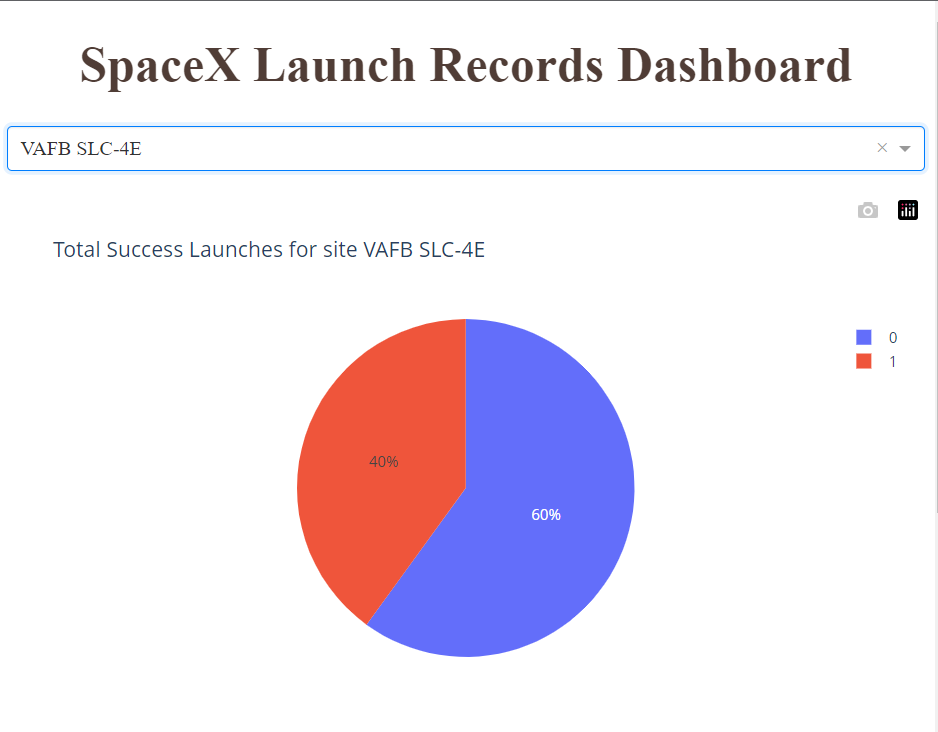 SpaceX Launch Records Dashboard
VAFB SLC-4E
Total Success Launches for site VAFB SLC-4E
0
1
40%
60%